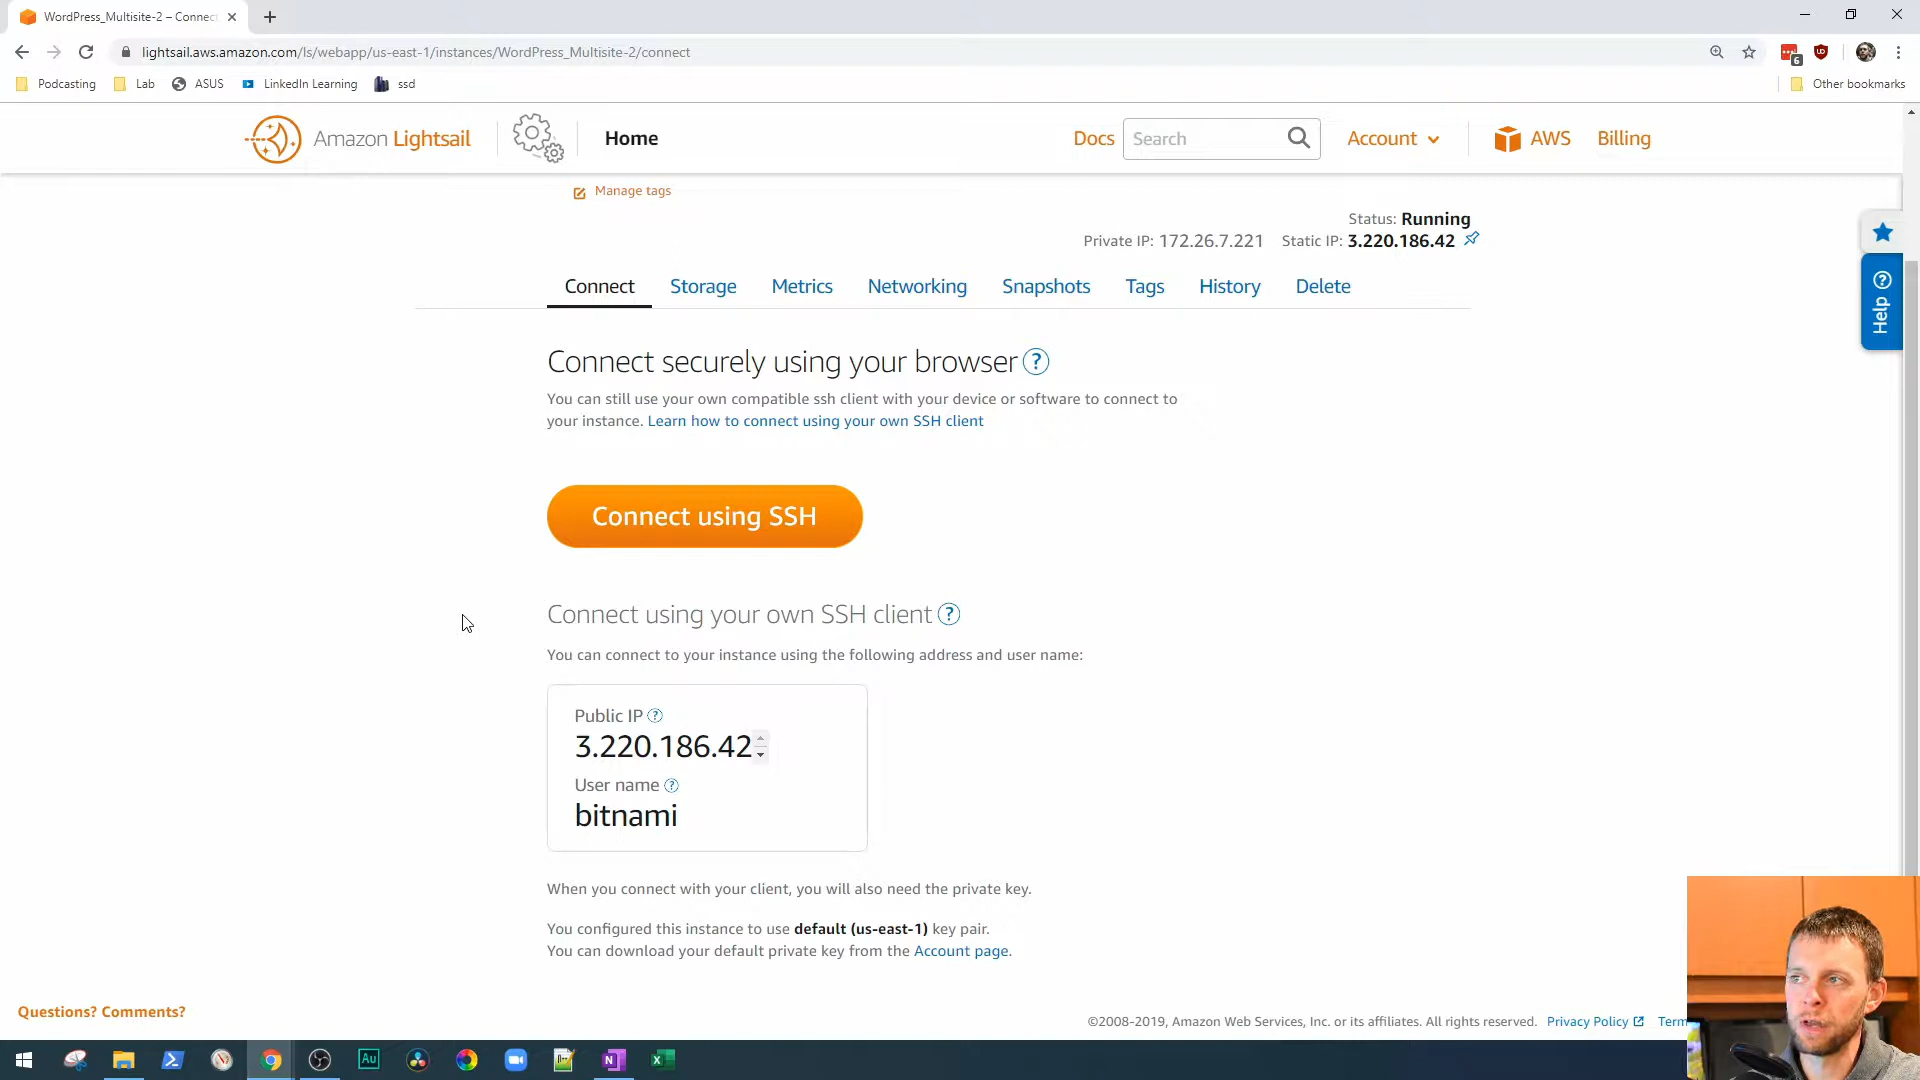 WordPress_Multisite-2 – Connect
lightsail.aws.amazon.com/ls/webapp/us-east-1/instances/WordPress_Multisite-2/connect
6
Podcasting
Lab
ASUS
LinkedIn Learning
ssd
Other bookmarks
Amazon Lightsail
Home
Docs
Search
Account
AWS
Billing
Manage tags
Status: Running
Private IP: 172.26.7.221 Static IP: 3.220.186.42
Connect Storage Metrics Networking Snapshots Tags History Delete
? Help
Connect securely using your browser ?
You can still use your own compatible ssh client with your device or software to connect to
your instance. Learn how to connect using your own SSH client
Connect using SSH
Connect using your own SSH client ?
You can connect to your instance using the following address and user name:
Public IP ?
3.220.186.42
User name ?
bitnami
When you connect with your client, you will also need the private key.
You configured this instance to use default (us-east-1) key pair.
You can download your default private key from the Account page.
Questions? Comments?
©2008-2019, Amazon Web Services, Inc. or its affiliates. All rights reserved. Privacy Policy Term
Au
N
X